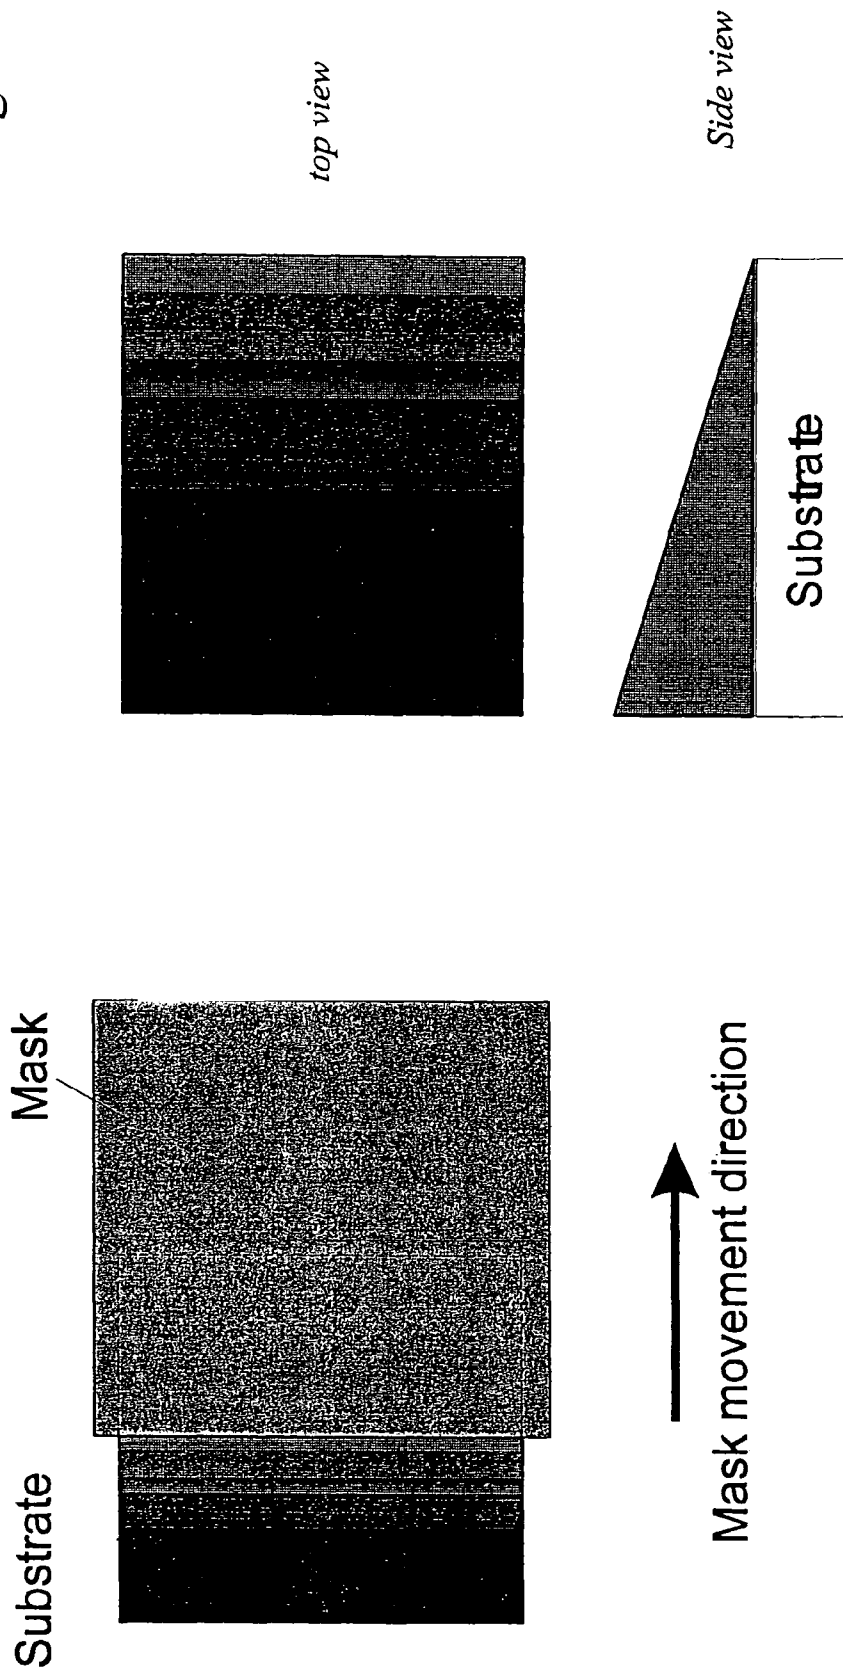 Substrate
Mask
Mask movement direction
top view
Side view
Substrate